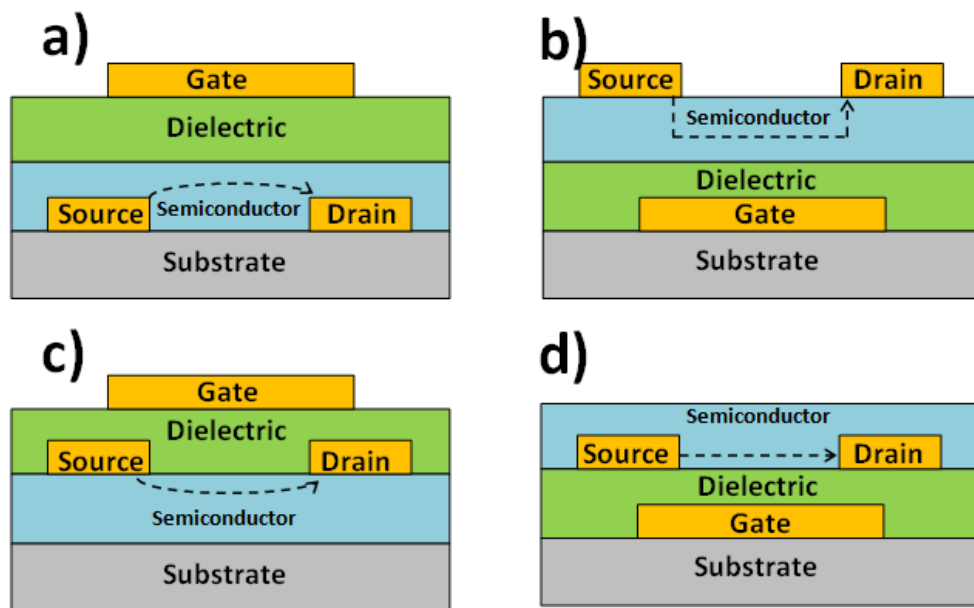 a)
Gate
Dielectric
Source
Semiconductor
Drain
Substrate
b)
Source
Drain
Semiconductor
Dielectric
Gate
Substrate
c)
Gate
Dielectric
Source
Drain
Semiconductor
Substrate
d)
Semiconductor
Source
Drain
Dielectric
Gate
Substrate